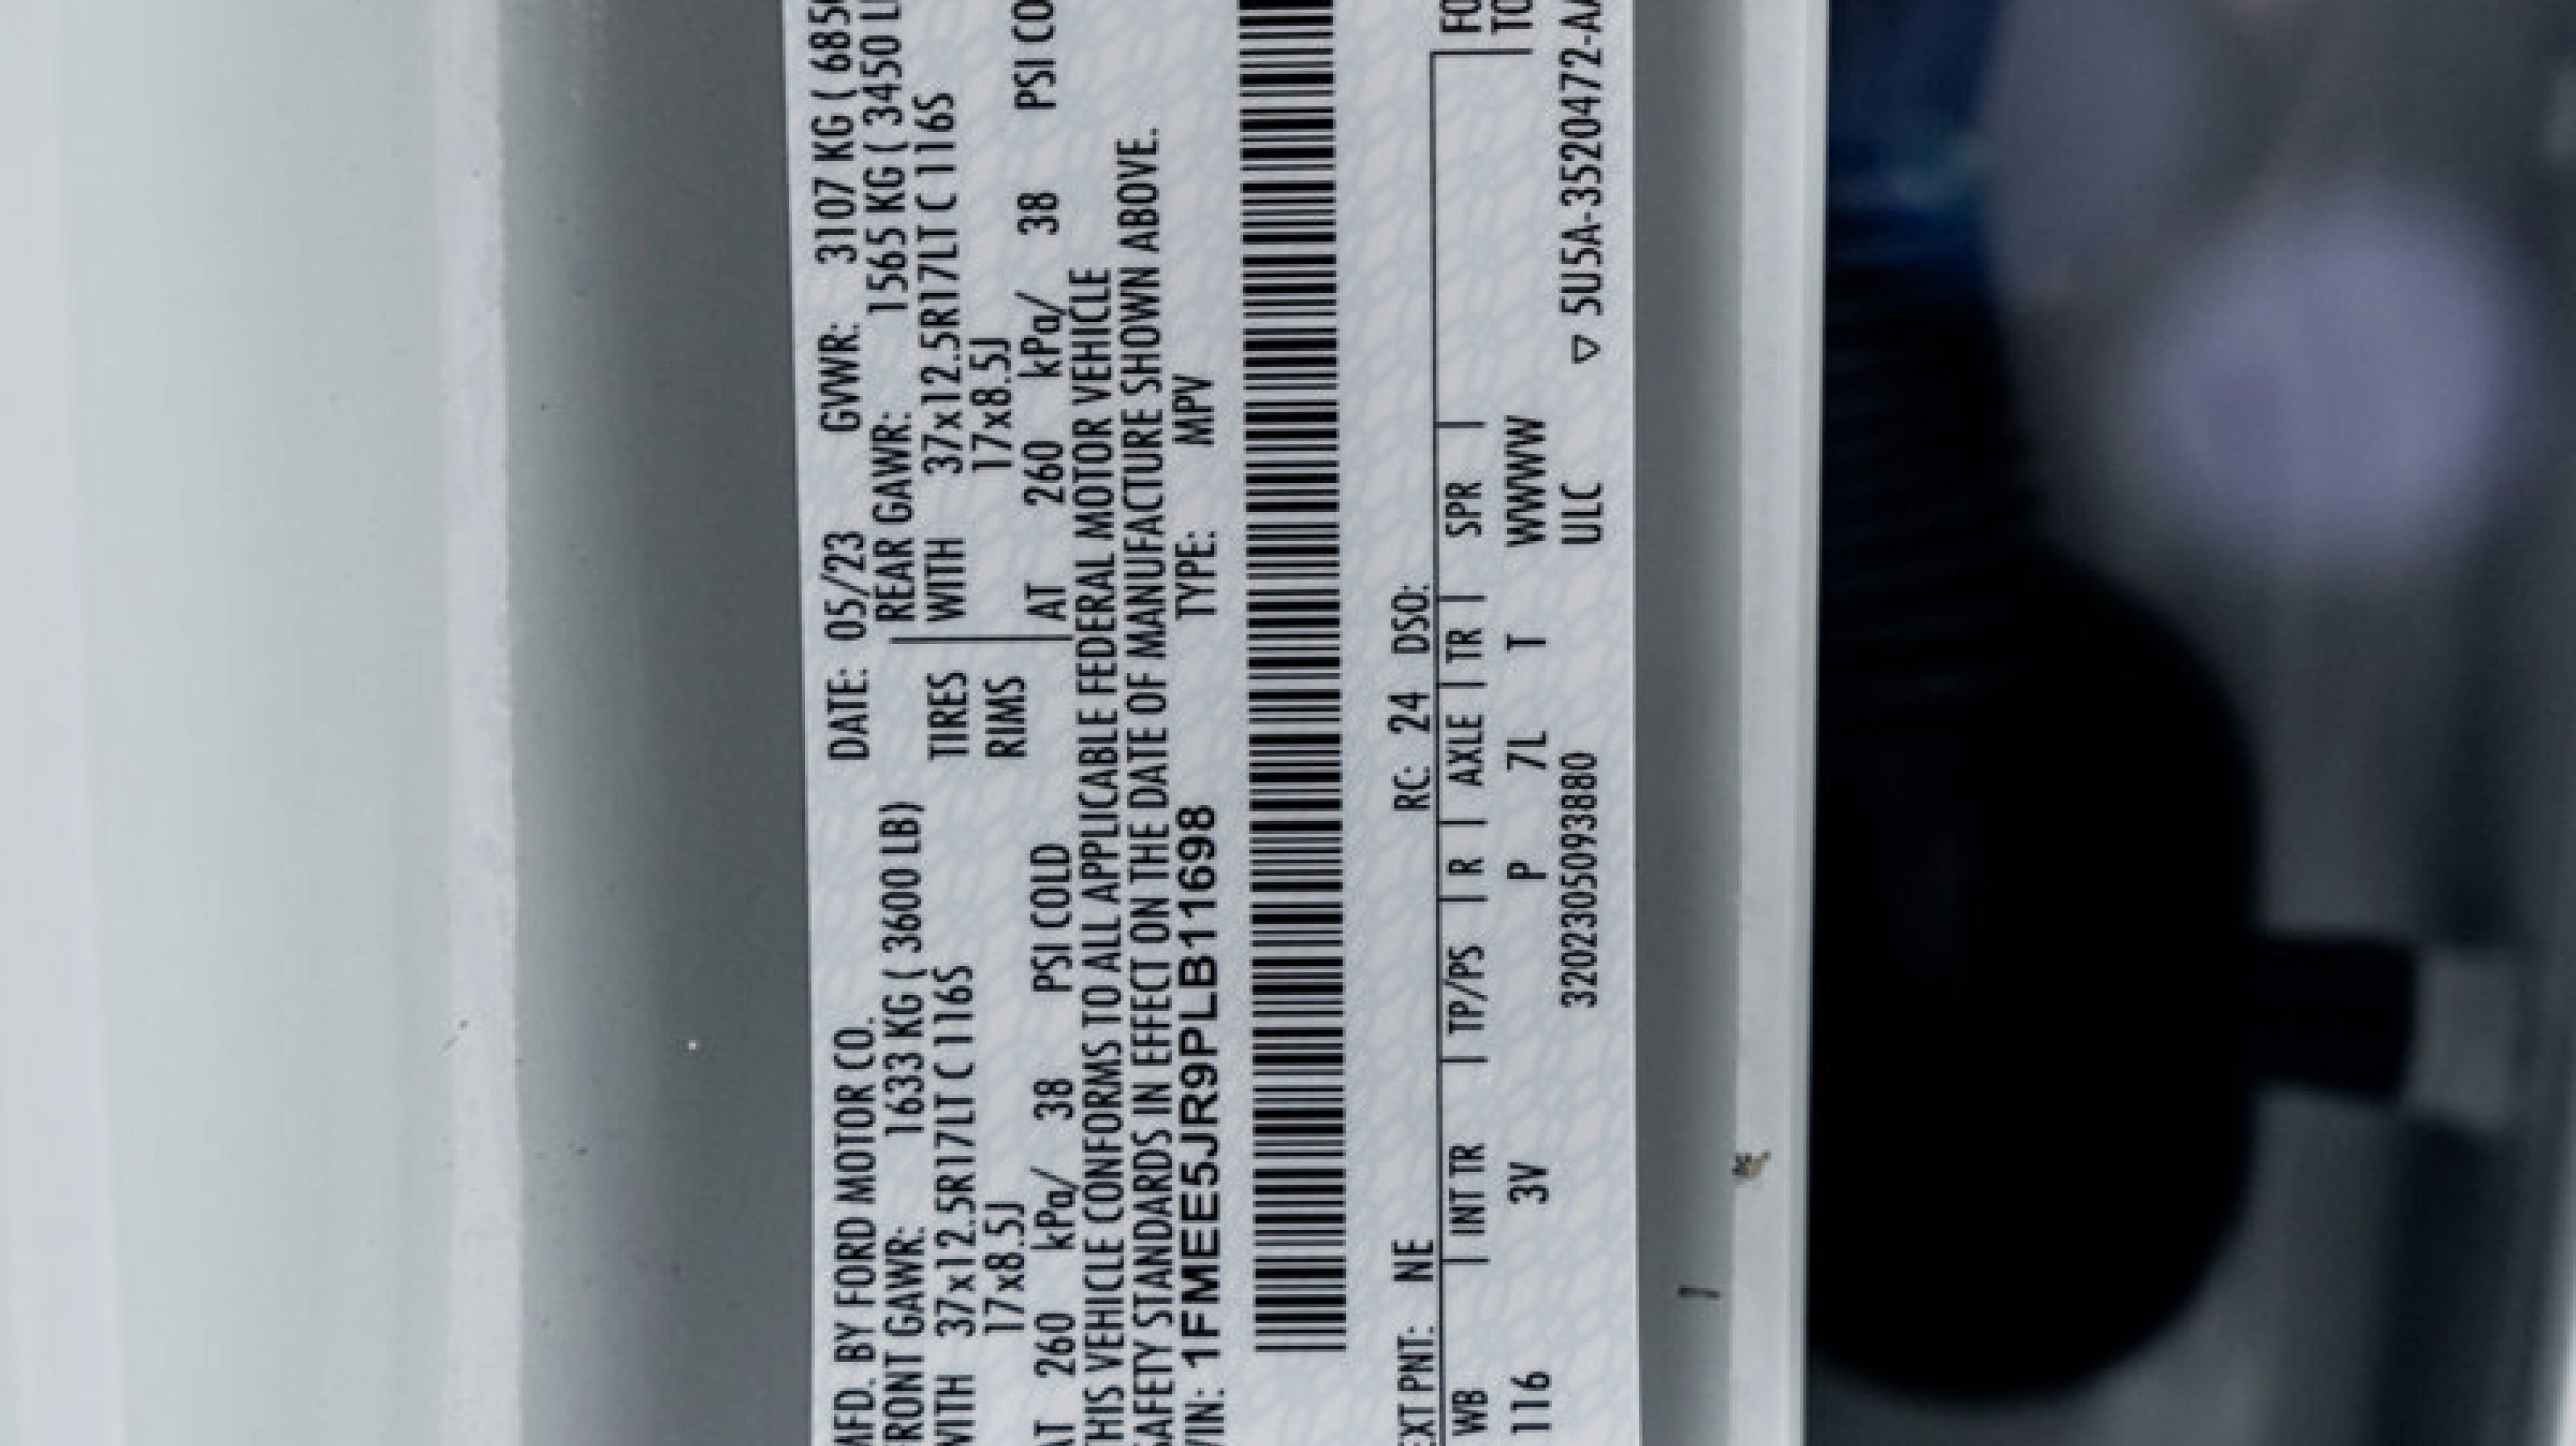 MFD. BY FORD MOTOR CO. DATE: 05/23 GVWR: 3107 KG ( 685
FRONT GAWR: 1633 KG ( 3600 LB) REAR GAWR: 1565 KG ( 3450 L
WITH 37x12.5R17LT C 116S TIRES WITH 37x12.5R17LT C 116S
17x8.5J RIMS 17x8.5J
AT 260 kPa/ 38 PSI COLD AT 260 kPa/ 38 PSI CO
THIS VEHICLE CONFORMS TO ALL APPLICABLE FEDERAL MOTOR VEHICLE
SAFETY STANDARDS IN EFFECT ON THE DATE OF MANUFACTURE SHOWN ABOVE.
VIN: 1FMEE5JR9PLB11698 TYPE: MPV
EXT PNT: NE RC: 24 DSO:
WB | INT TR | TP/PS | R | AXLE | TR | SPR | FO
116 3V P 7L T WWWW TO
3202305093880 ULC ▽ 5U5A-3520472-AA